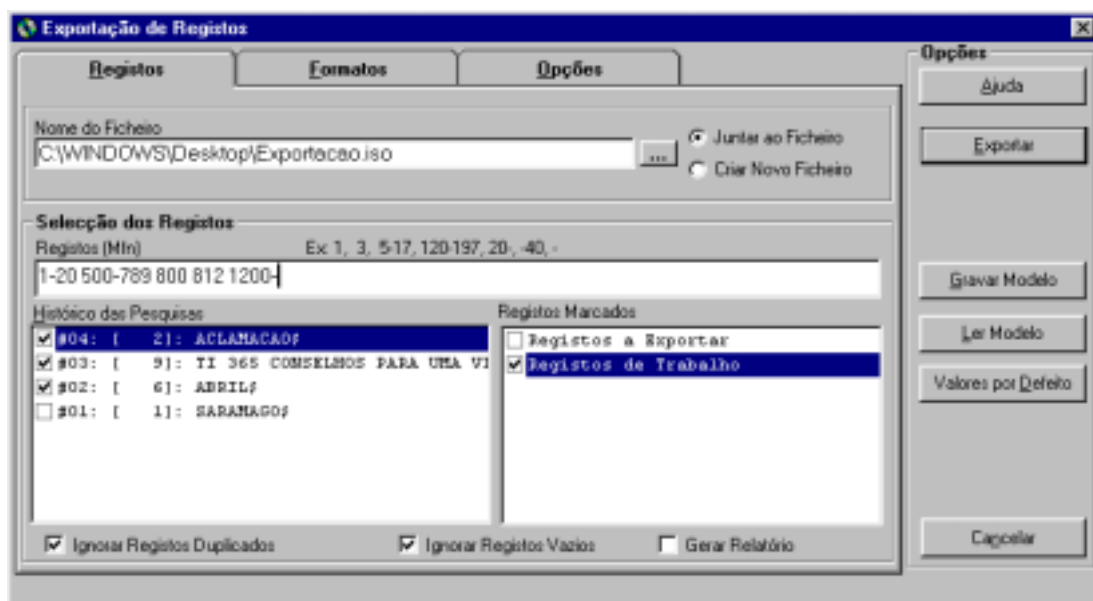 Exportação de Registos
Registos Formatos Opções
Nome do Ficheiro
C:\WINDOWS\Desktop\Exportacao.iso
...
Juntar ao Ficheiro
Criar Novo Ficheiro
Selecção dos Registos
Registos (Mfn) Ex: 1, 3, 5-17, 120-197, 20-, -40, -
1-20 500-789 800 812 1200-
Histórico das Pesquisas
#04: [ 2]: ACLAMACAO$
#03: [ 9]: TI 365 CONSELHOS PARA UMA VI
#02: [ 6]: ABRIL$
#01: [ 1]: SARAMAGO$
Registos Marcados
Registos a Exportar
Registos de Trabalho
Ignorar Registos Duplicados Ignorar Registos Vazios Gerar Relatório
Opções
Ajuda
Exportar
Gravar Modelo
Ler Modelo
Valores por Defeito
Cancelar